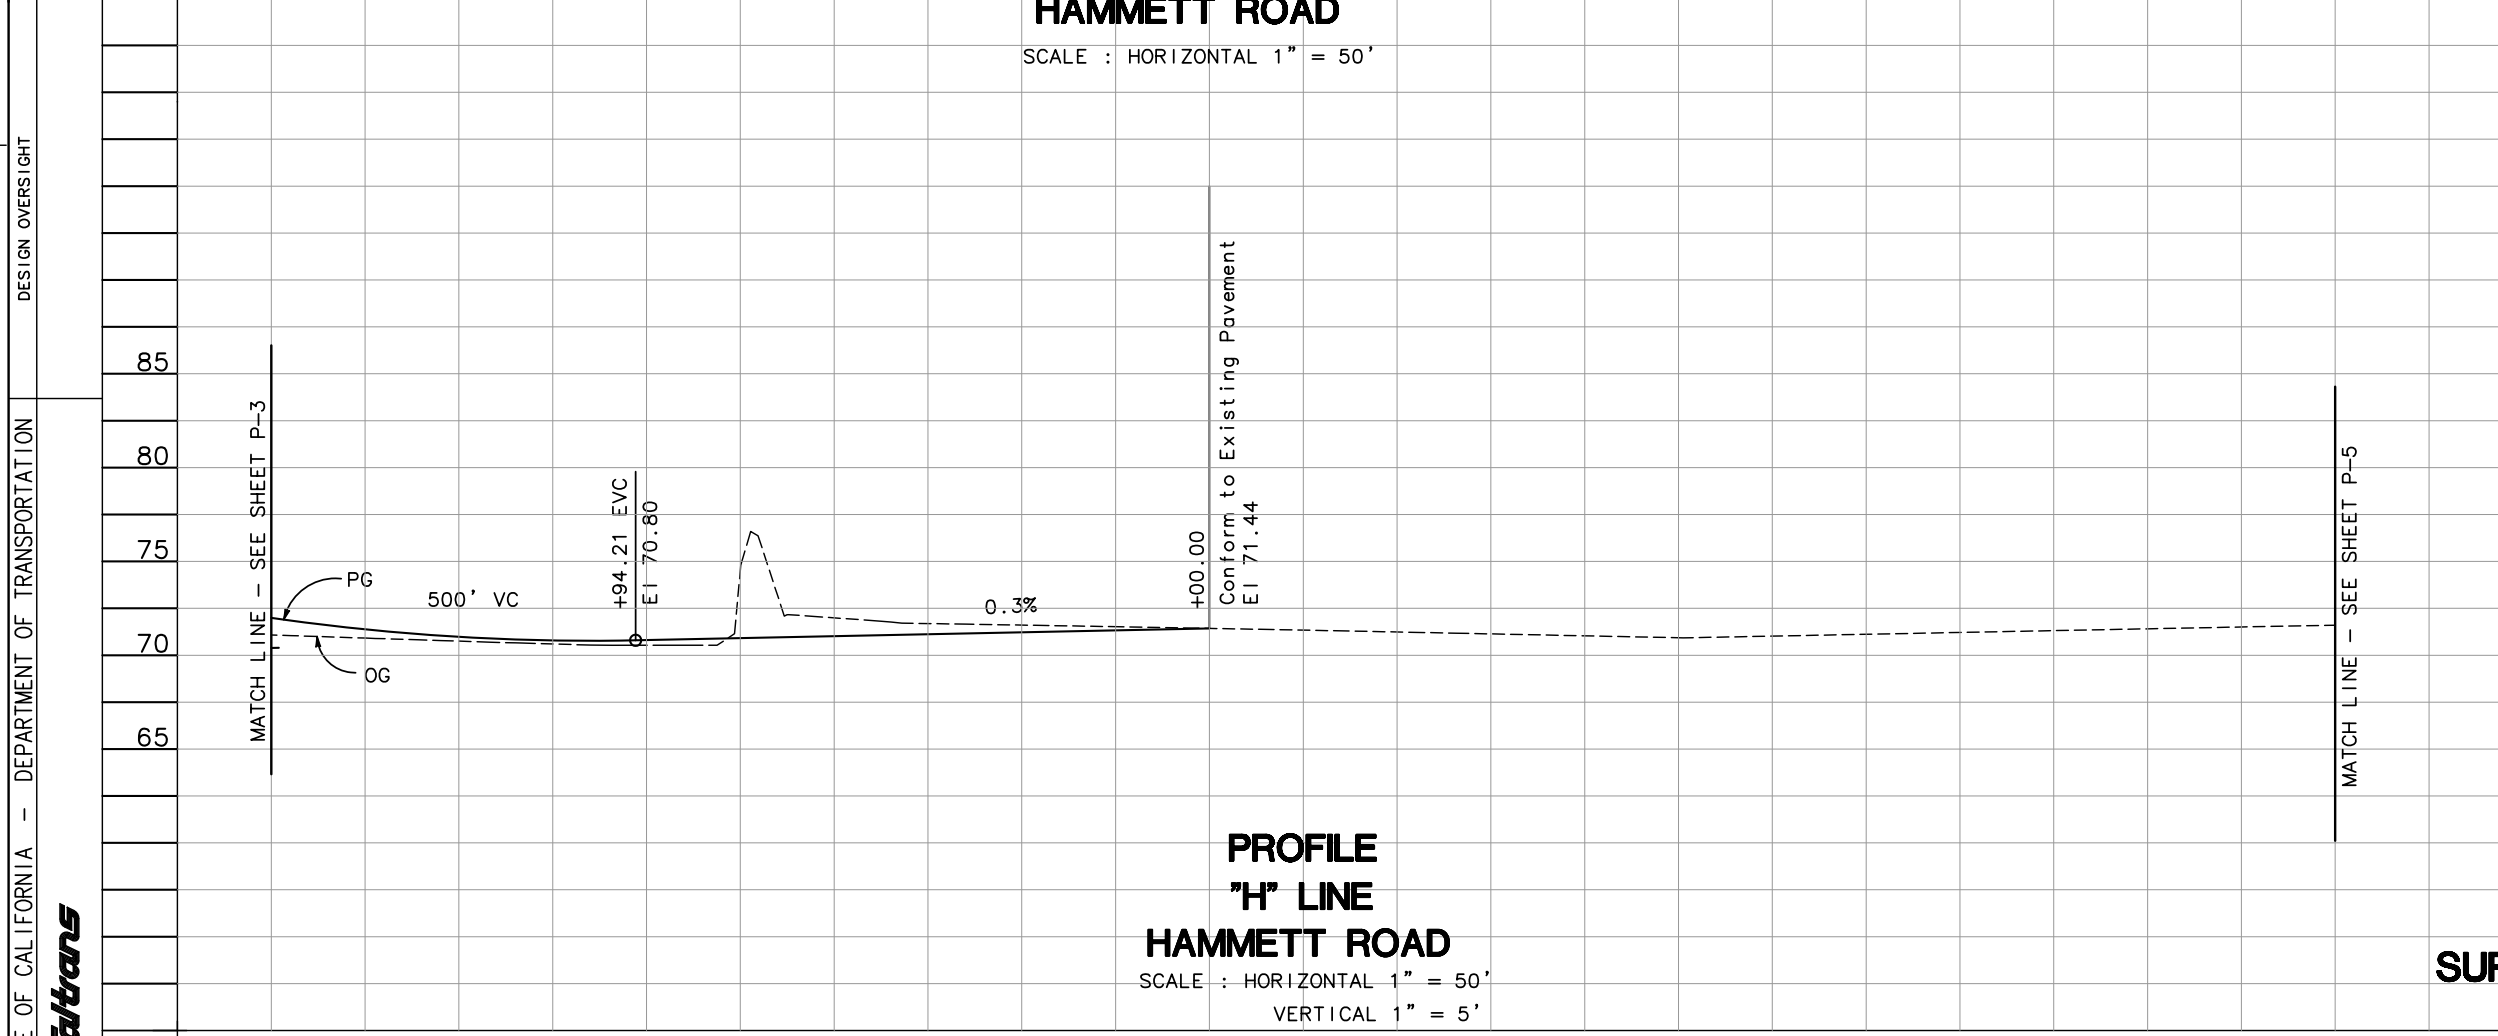 HAMMETT ROAD
SCALE : HORIZONTAL 1" = 50'
DESIGN OVERSIGHT
OF CALIFORNIA - DEPARTMENT OF TRANSPORTATION
85
80
75
70
65
MATCH LINE - SEE SHEET P-3
PG
OG
500' VC
+94.21 EVC
El 70.80
0.3%
+00.00
Conform to Existing Pavement
El 71.44
MATCH LINE - SEE SHEET P-5
PROFILE
"H" LINE
HAMMETT ROAD
SCALE : HORIZONTAL 1" = 50'
VERTICAL 1" = 5'